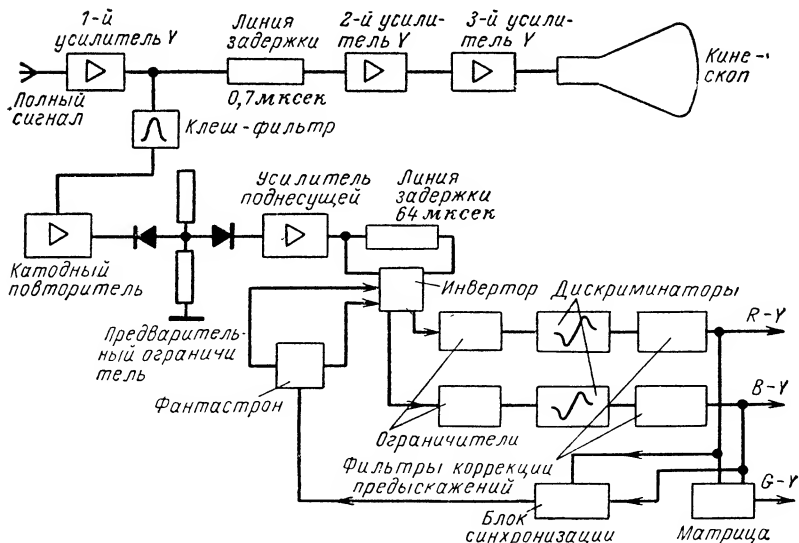 1-й
усилитель Y
Линия
задержки
2-й усили-
тель Y
3-й усили-
тель Y
Кине-
скоп
Полный
сигнал
0,7 мксек
Клеш-фильтр
Усилитель
поднесущей
Линия
задержки
64 мксек
Катодный
повторитель
Инвертор
Дискриминаторы
R-Y
Предваритель-
ный ограничи
тель
Фантастрон
Ограничители
B-Y
Фильтры коррекции
предыскажений
G-Y
Блок
синхронизации
Матрица